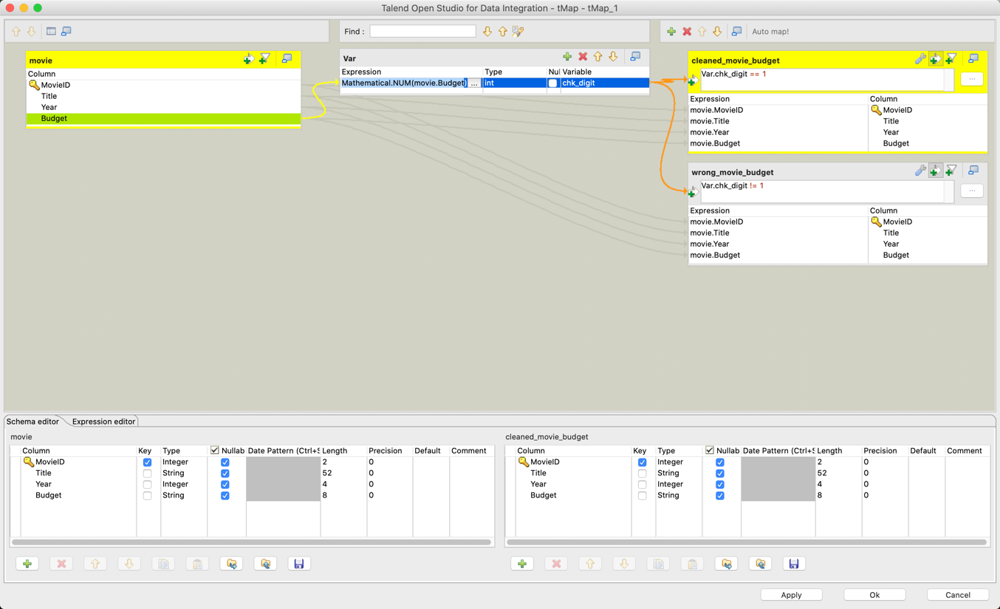 Talend Open Studio for Data Integration - tMap - tMap_1
Find :
Auto map!
movie
Column
MovieID
Title
Year
Budget
Var
Expression Type Nul Variable
Mathematical.NUM(movie.Budget) ... int chk_digit
cleaned_movie_budget
Var.chk_digit == 1
...
Expression Column
movie.MovieID MovieID
movie.Title Title
movie.Year Year
movie.Budget Budget
wrong_movie_budget
Var.chk_digit != 1
...
Expression Column
movie.MovieID MovieID
movie.Title Title
movie.Year Year
movie.Budget Budget
Schema editor Expression editor
movie
Column Key Type Nullab Date Pattern (Ctrl+S Length Precision Default Comment
MovieID Integer 2 0
Title String 52 0
Year Integer 4 0
Budget String 8 0
cleaned_movie_budget
Column Key Type Nullab Date Pattern (Ctrl+S Length Precision Default Comment
MovieID Integer 2 0
Title String 52 0
Year Integer 4 0
Budget String 8 0
Apply Ok Cancel